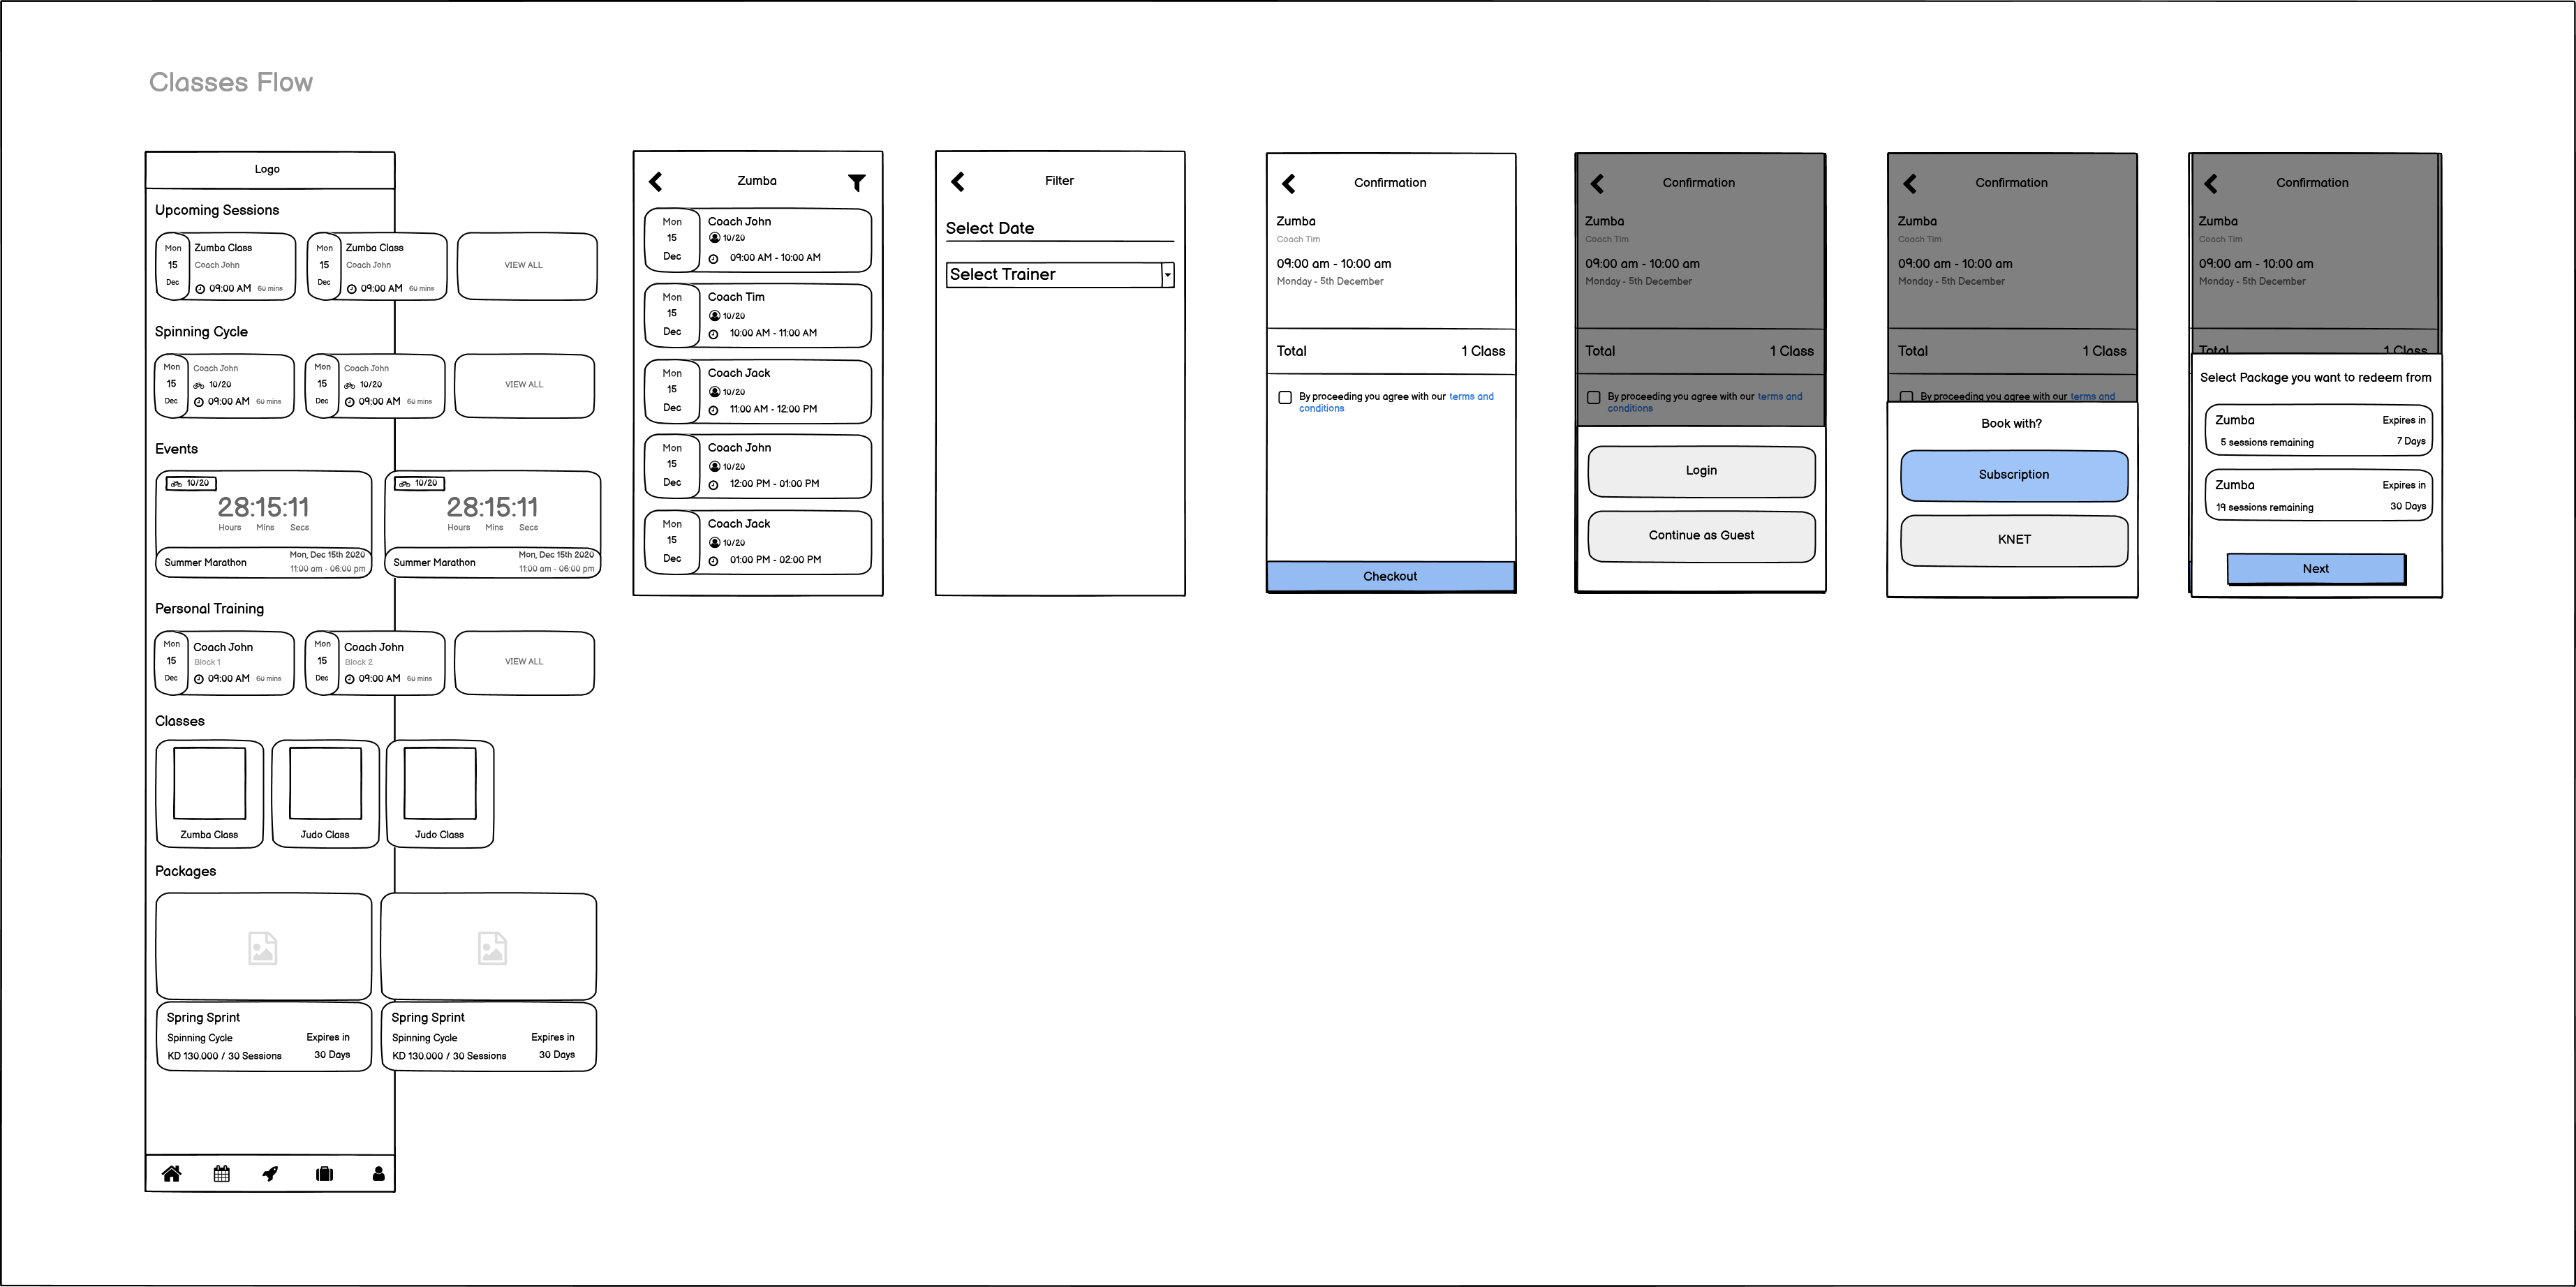 Classes Flow
Logo
Upcoming Sessions
Mon
15
Dec
Zumba Class
Coach John
09:00 AM 60 mins
Mon
15
Dec
Zumba Class
Coach John
09:00 AM 60 mins
VIEW ALL
Spinning Cycle
Mon
15
Dec
Coach John
10/20
09:00 AM 60 mins
Mon
15
Dec
Coach John
10/20
09:00 AM 60 mins
VIEW ALL
Events
10/20
28:15:11
Hours Mins Secs
Summer Marathon
Mon, Dec 15th 2020
11:00 am - 06:00 pm
10/20
28:15:11
Hours Mins Secs
Summer Marathon
Mon, Dec 15th 2020
11:00 am - 06:00 pm
Personal Training
Mon
15
Dec
Coach John
Block 1
09:00 AM 60 mins
Mon
15
Dec
Coach John
Block 2
09:00 AM 60 mins
VIEW ALL
Classes
Zumba Class
Judo Class
Judo Class
Packages
Spring Sprint
Spinning Cycle
KD 130.000 / 30 Sessions
Expires in
30 Days
Spring Sprint
Spinning Cycle
KD 130.000 / 30 Sessions
Expires in
30 Days
Zumba
Mon
15
Dec
Coach John
10/20
09:00 AM - 10:00 AM
Mon
15
Dec
Coach Tim
10/20
10:00 AM - 11:00 AM
Mon
15
Dec
Coach Jack
10/20
11:00 AM - 12:00 PM
Mon
15
Dec
Coach John
10/20
12:00 PM - 01:00 PM
Mon
15
Dec
Coach Jack
10/20
01:00 PM - 02:00 PM
Filter
Select Date
Select Trainer
Confirmation
Zumba
Coach Tim
09:00 am - 10:00 am
Monday - 5th December
Total 1 Class
By proceeding you agree with our terms and
conditions
Checkout
Confirmation
Zumba
Coach Tim
09:00 am - 10:00 am
Monday - 5th December
Total 1 Class
By proceeding you agree with our terms and
conditions
Login
Continue as Guest
Confirmation
Zumba
Coach Tim
09:00 am - 10:00 am
Monday - 5th December
Total 1 Class
By proceeding you agree with our terms and
Book with?
Subscription
KNET
Confirmation
Zumba
Coach Tim
09:00 am - 10:00 am
Monday - 5th December
Total 1 Class
Select Package you want to redeem from
Zumba
5 sessions remaining
Expires in
7 Days
Zumba
19 sessions remaining
Expires in
30 Days
Next